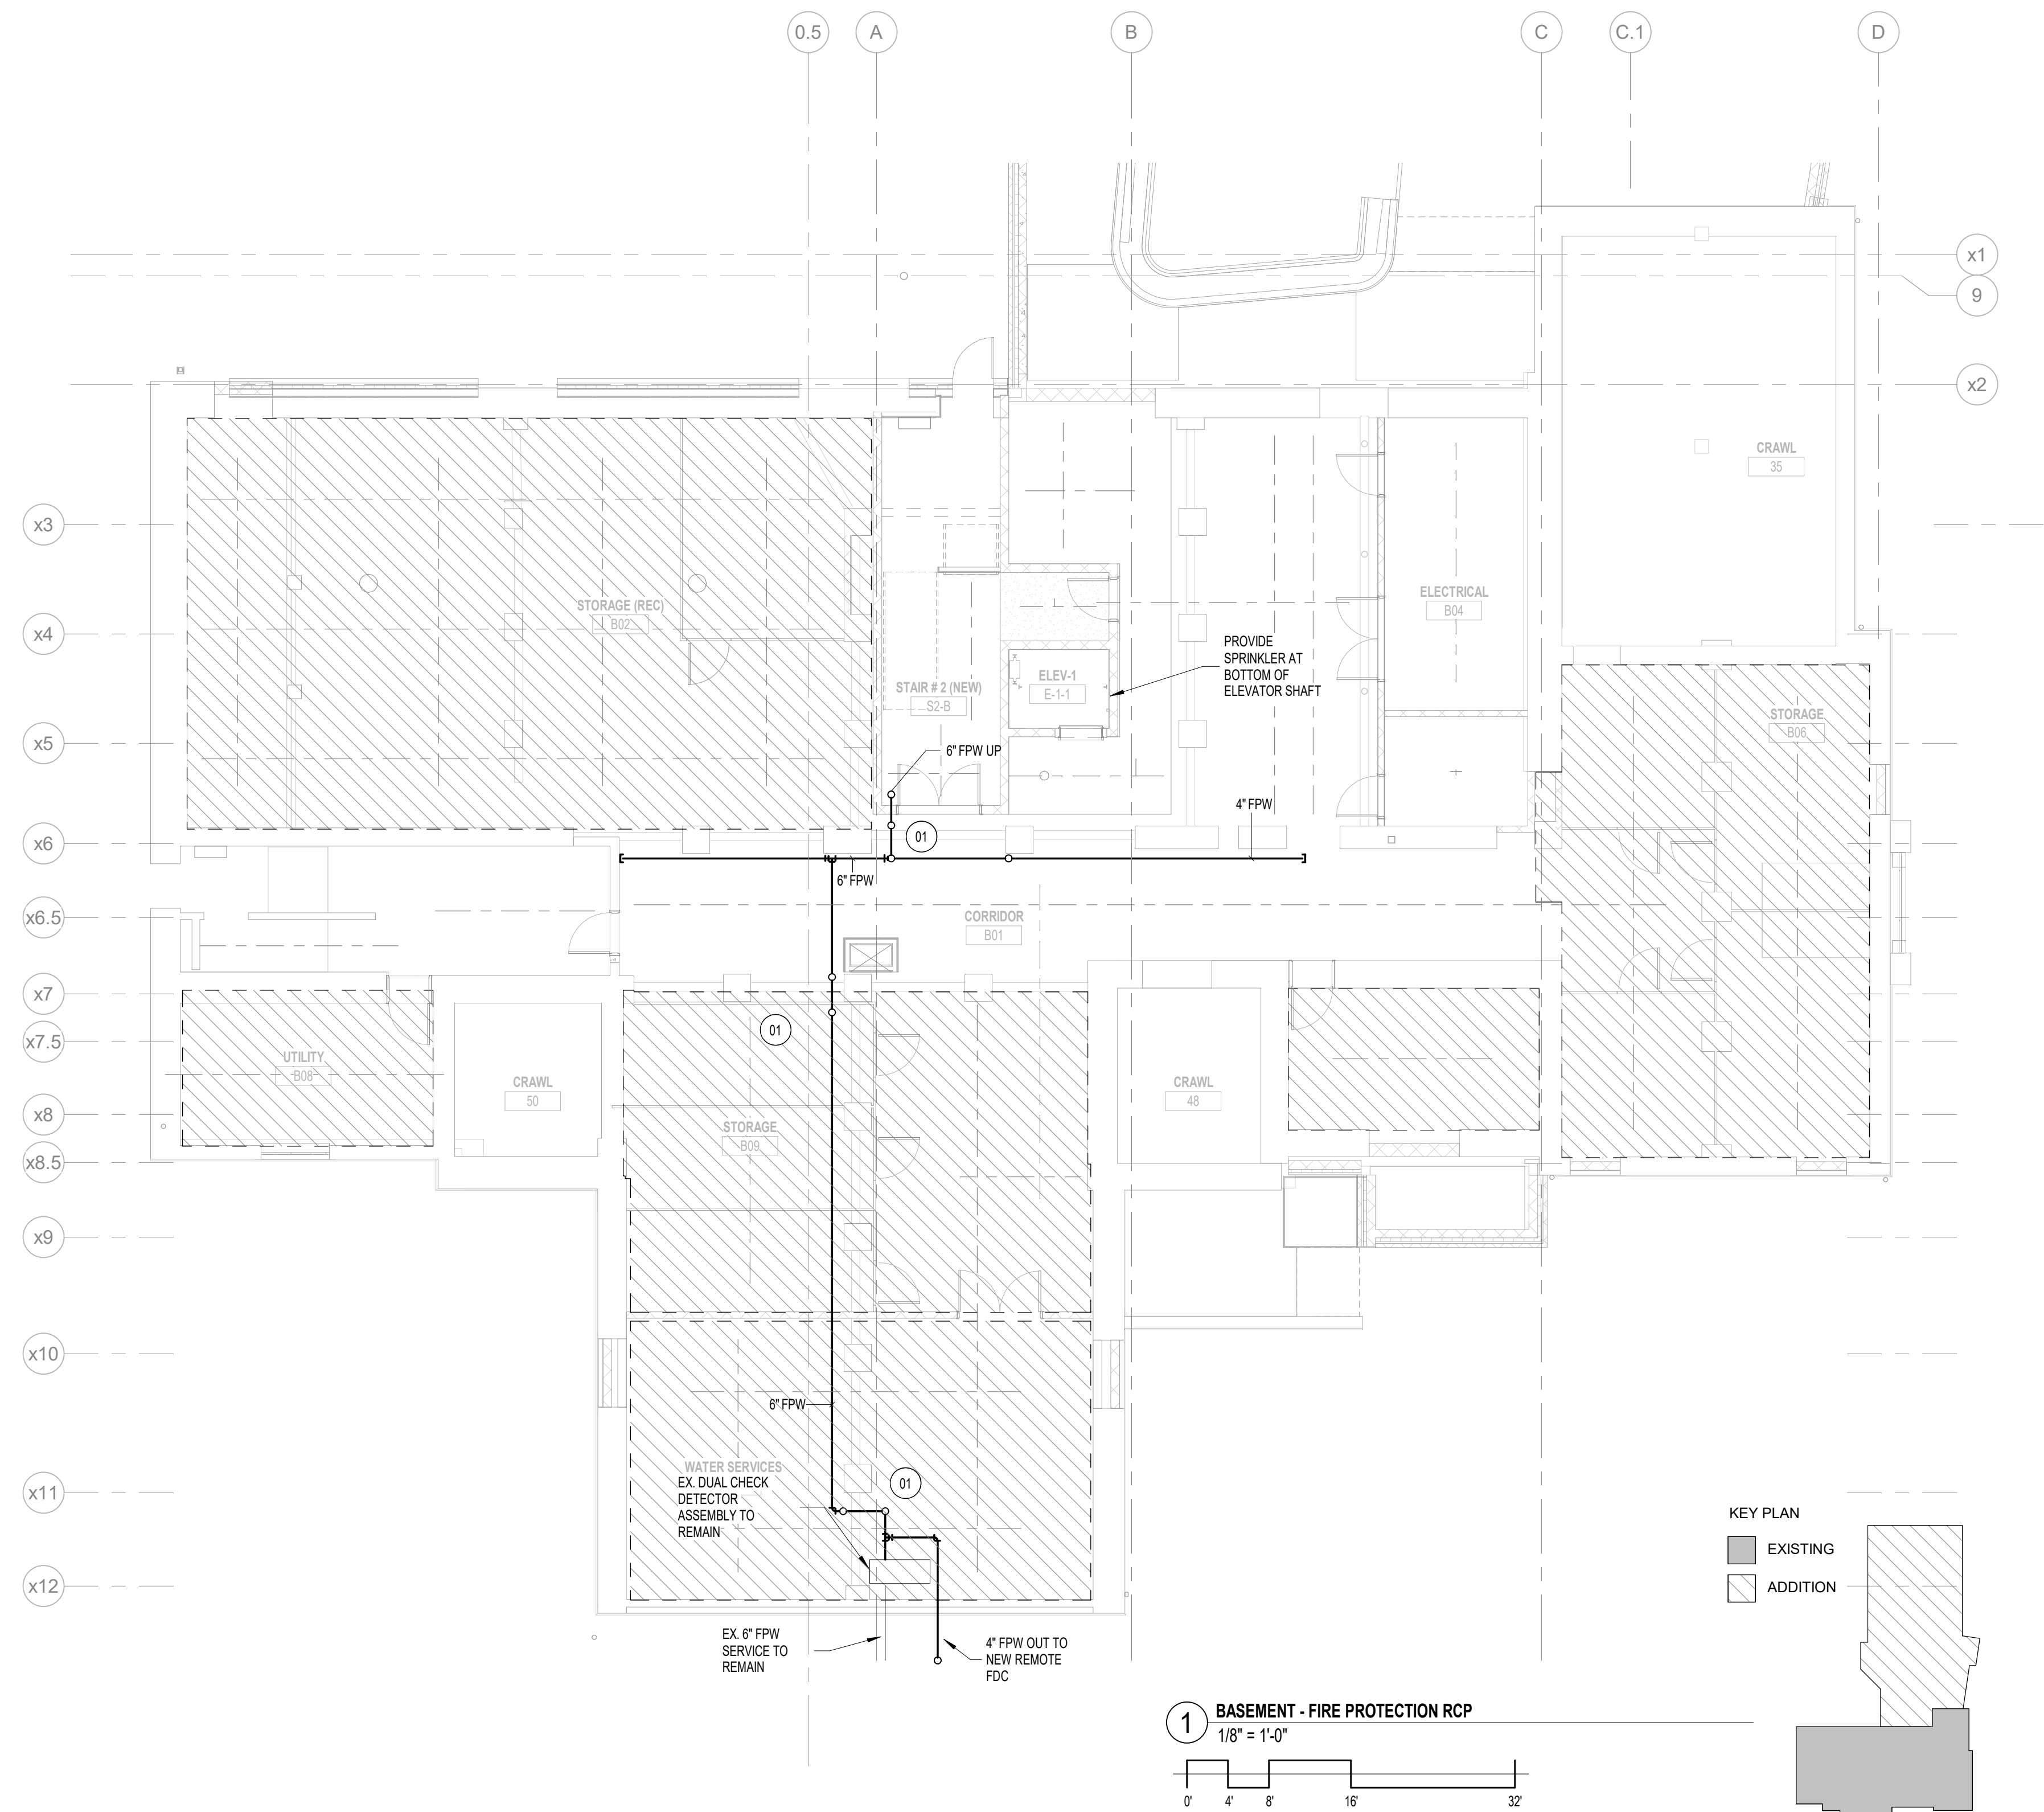 0.5
A
B
C
C.1
D
x1
9
x2
x3
x4
x5
x6
x6.5
x7
x7.5
x8
x8.5
x9
x10
x11
x12
CRAWL
35
STORAGE (REC)
B02
ELECTRICAL
B04
PROVIDE
SPRINKLER AT
BOTTOM OF
ELEVATOR SHAFT
ELEV-1
E-1-1
STAIR # 2 (NEW)
S2-B
STORAGE
B06
6" FPW UP
4" FPW
01
6" FPW
CORRIDOR
B01
01
UTILITY
B08
CRAWL
50
CRAWL
48
STORAGE
B09
6" FPW
WATER SERVICES
EX. DUAL CHECK
DETECTOR
ASSEMBLY TO
REMAIN
01
EX. 6" FPW
SERVICE TO
REMAIN
4" FPW OUT TO
NEW REMOTE
FDC
KEY PLAN
EXISTING
ADDITION
1
BASEMENT - FIRE PROTECTION RCP
1/8" = 1'-0"
0'
4'
8'
16'
32'